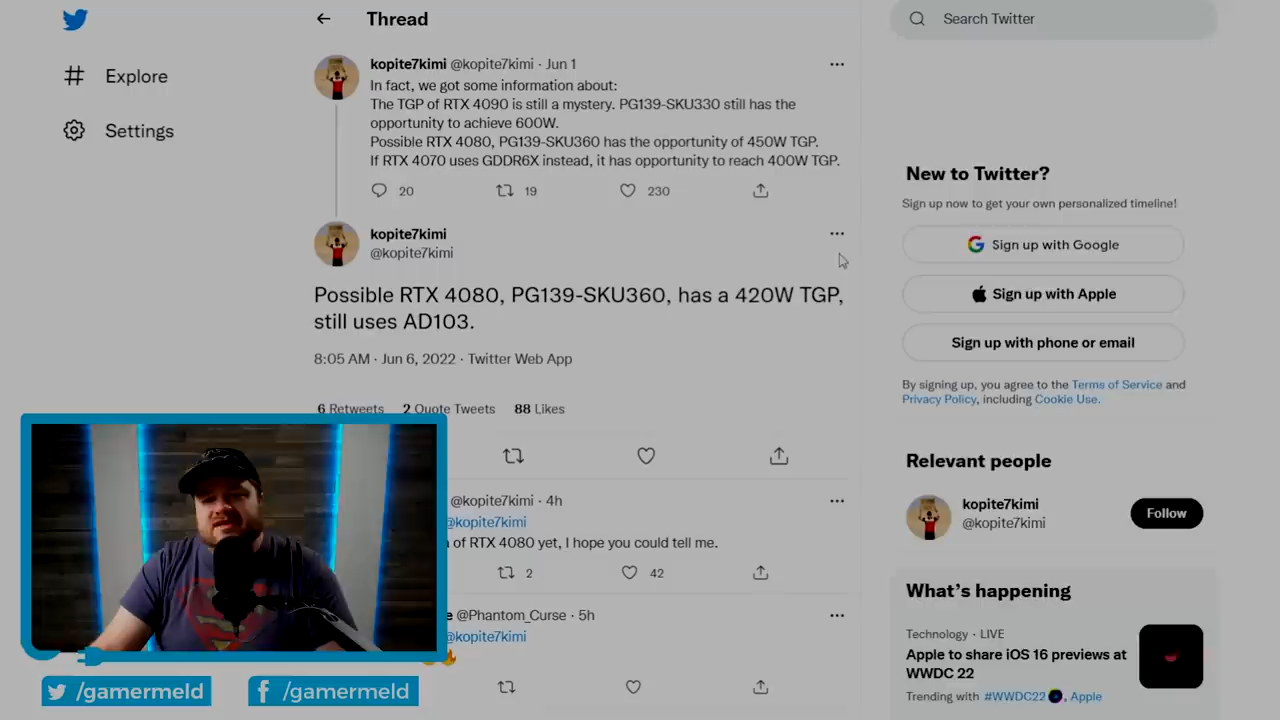 Thread
Search Twitter
Explore
Settings
kopite7kimi @kopite7kimi · Jun 1
In fact, we got some information about:
The TGP of RTX 4090 is still a mystery. PG139-SKU330 still has the
opportunity to achieve 600W.
Possible RTX 4080, PG139-SKU360 has the opportunity of 450W TGP.
If RTX 4070 uses GDDR6X instead, it has opportunity to reach 400W TGP.
20 19 230
kopite7kimi
@kopite7kimi
Possible RTX 4080, PG139-SKU360, has a 420W TGP,
still uses AD103.
8:05 AM · Jun 6, 2022 · Twitter Web App
6 Retweets 2 Quote Tweets 88 Likes
@kopite7kimi · 4h
@kopite7kimi
of RTX 4080 yet, I hope you could tell me.
2 42
@Phantom_Curse · 5h
@kopite7kimi
New to Twitter?
Sign up now to get your own personalized timeline!
Sign up with Google
Sign up with Apple
Sign up with phone or email
By signing up, you agree to the Terms of Service and
Privacy Policy, including Cookie Use.
Relevant people
kopite7kimi
@kopite7kimi
Follow
What's happening
Technology · LIVE
Apple to share iOS 16 previews at
WWDC 22
Trending with #WWDC22, Apple
/gamermeld
/gamermeld